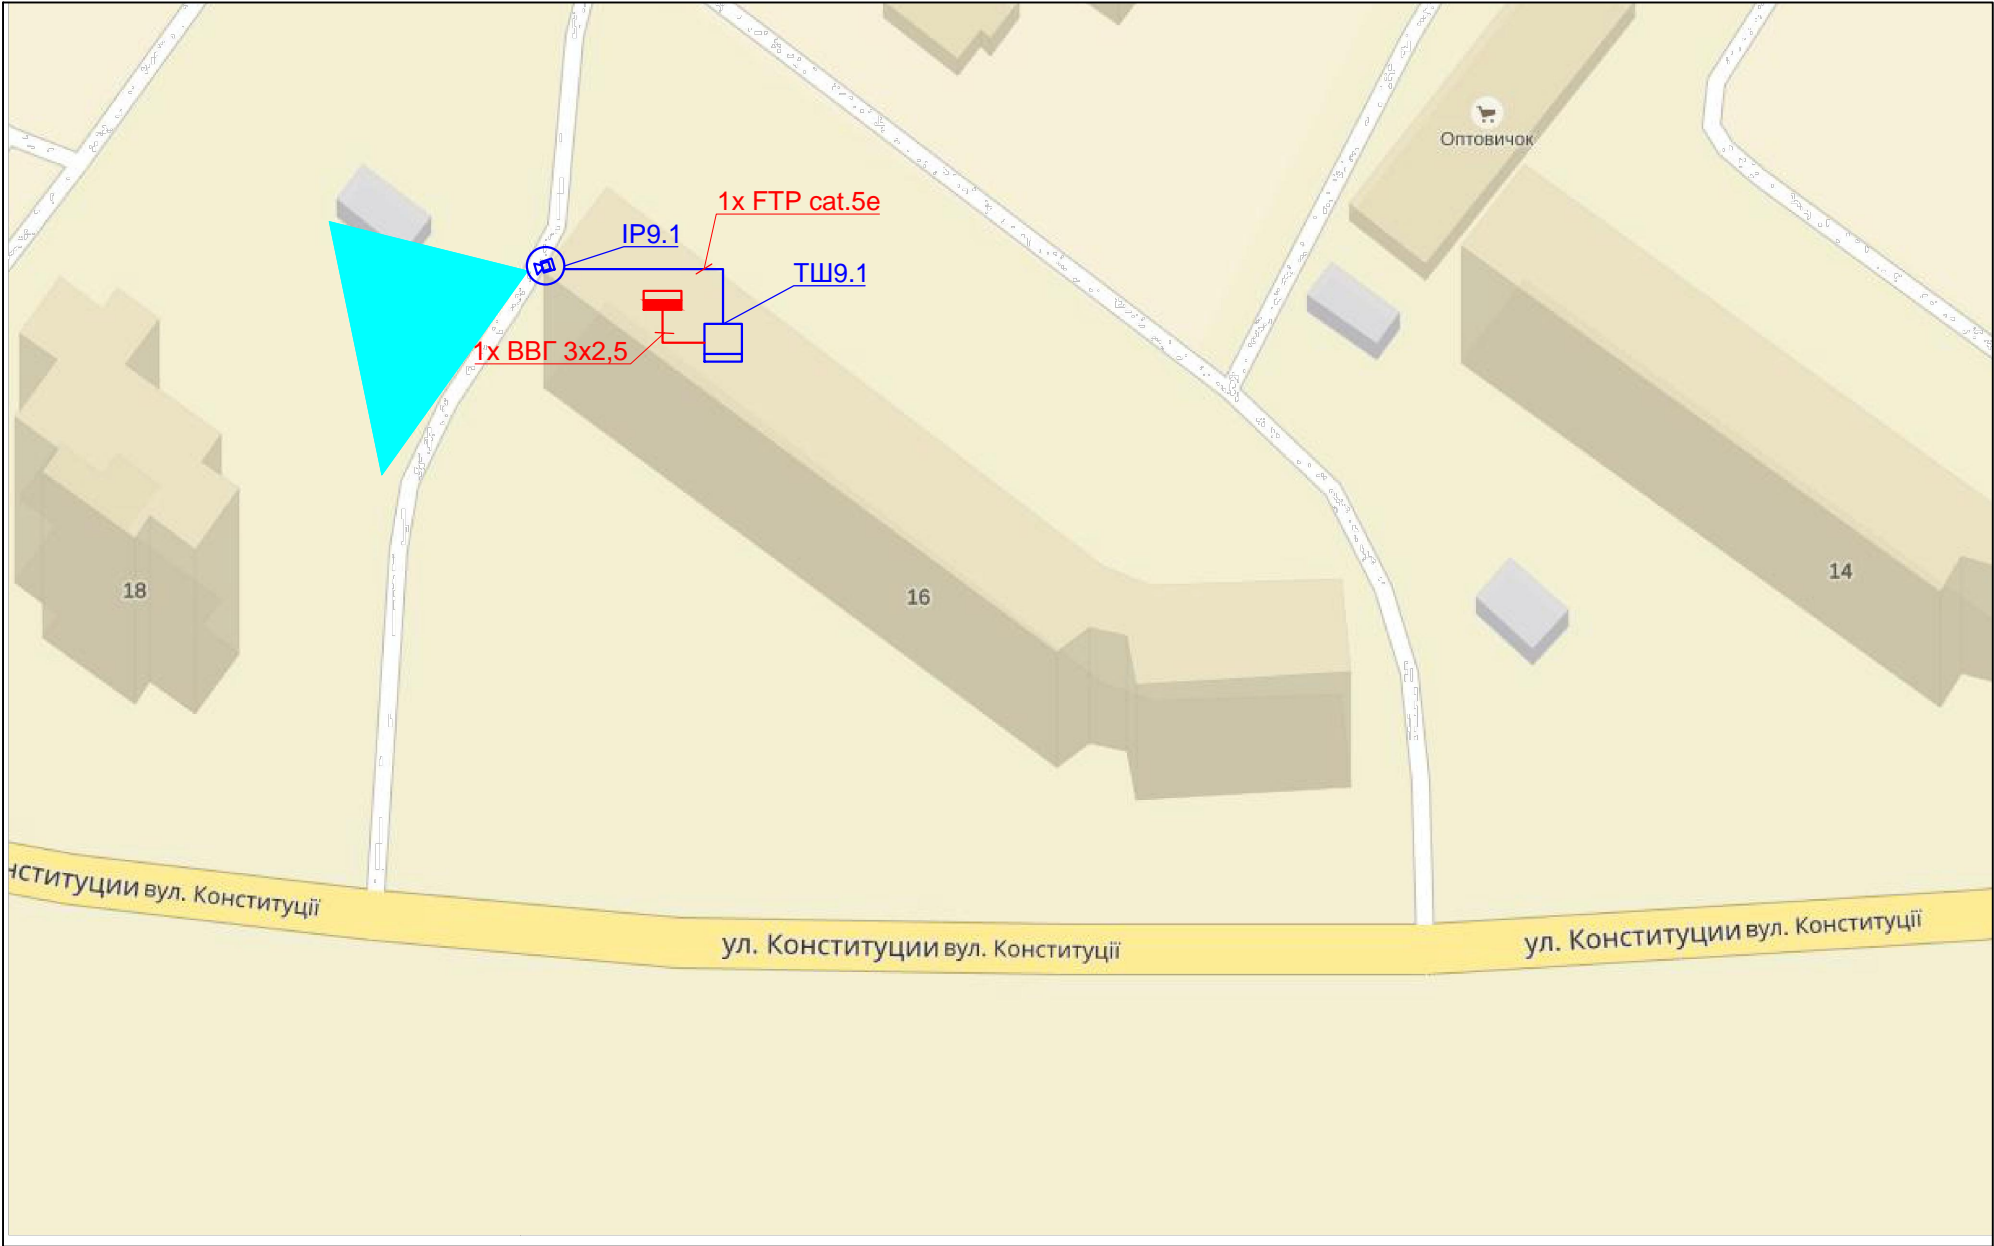 Оптовичок
1x FTP cat.5e
IP9.1
ТШ9.1
1x ВВГ 3x2,5
18
16
14
нституции вул. Конституції
ул. Конституции вул. Конституції
ул. Конституции вул. Конституції